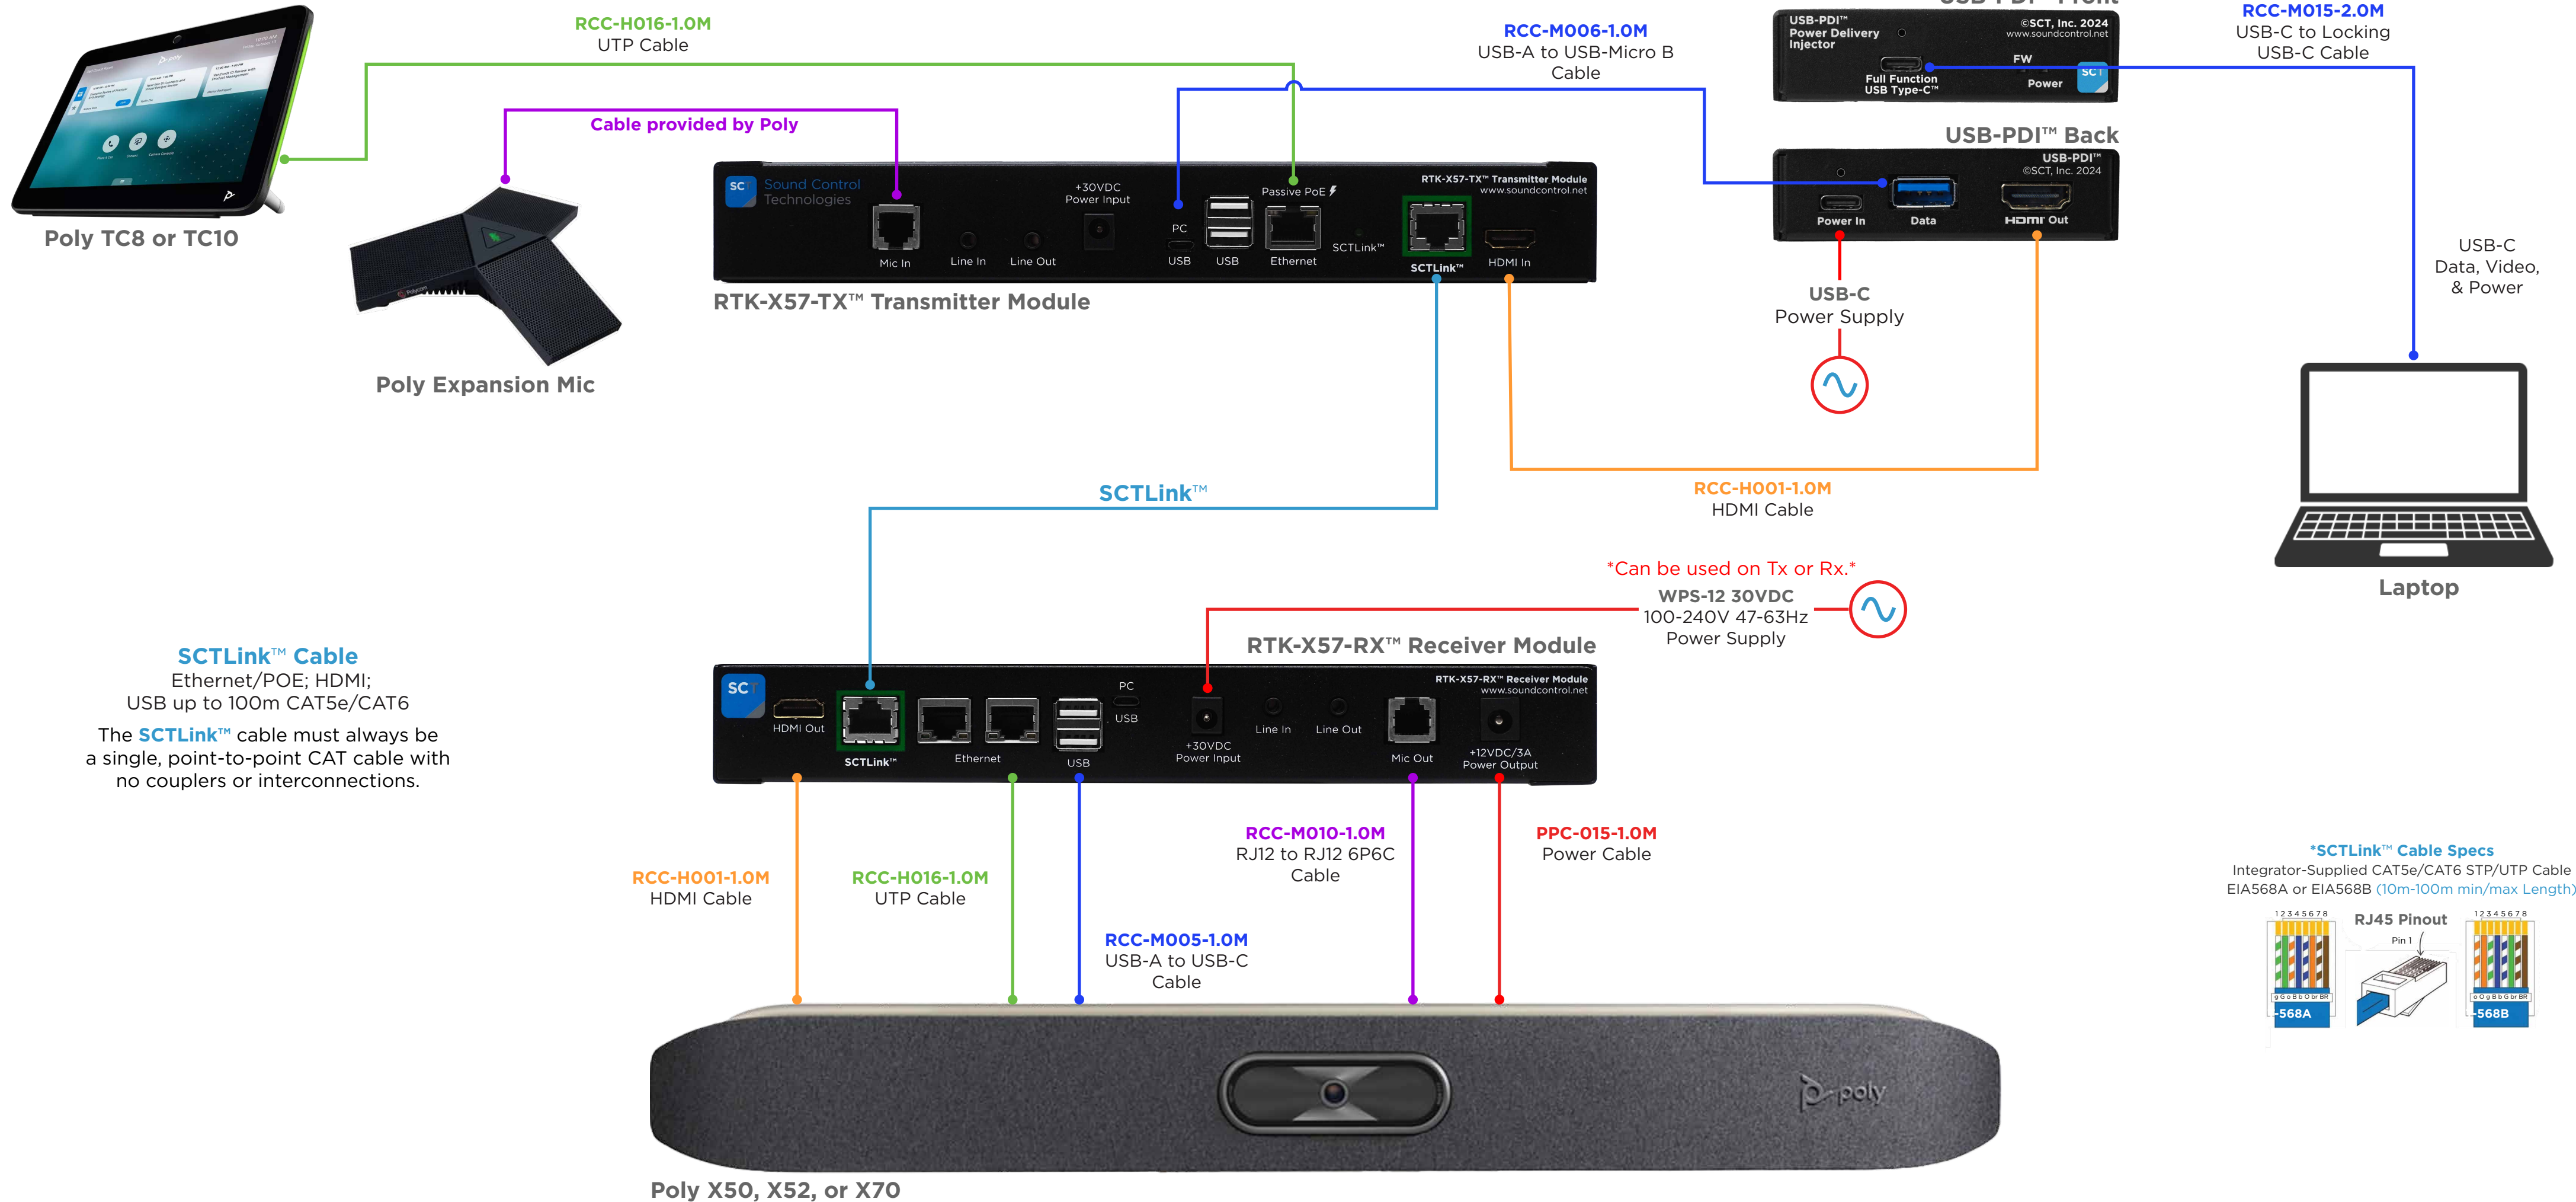 RCC-H016-1.0M
UTP Cable
Cable provided by Poly
Poly TC8 or TC10
Poly Expansion Mic
RCC-M006-1.0M
USB-A to USB-Micro B
Cable
USB-PDI™ Front
USB-PDI™
Power Delivery
Injector
©SCT, Inc. 2024
www.soundcontrol.net
Full Function
USB Type-C™
FW
Power
SCT
RCC-M015-2.0M
USB-C to Locking
USB-C Cable
USB-PDI™ Back
USB-PDI™
©SCT, Inc. 2024
Power In
Data
HDMI Out
USB-C
Power Supply
USB-C
Data, Video,
& Power
Laptop
SCT
Sound Control
Technologies
Mic In
Line In
Line Out
+30VDC
Power Input
PC
USB
USB
Passive PoE
Ethernet
SCTLink™
RTK-X57-TX™ Transmitter Module
www.soundcontrol.net
SCTLink™
HDMI In
RTK-X57-TX™ Transmitter Module
SCTLink™
RCC-H001-1.0M
HDMI Cable
*Can be used on Tx or Rx.*
WPS-12 30VDC
100-240V 47-63Hz
Power Supply
RTK-X57-RX™ Receiver Module
SCTLink™ Cable
Ethernet/POE; HDMI;
USB up to 100m CAT5e/CAT6
The SCTLink™ cable must always be
a single, point-to-point CAT cable with
no couplers or interconnections.
SCT
HDMI Out
SCTLink™
Ethernet
USB
PC
USB
+30VDC
Power Input
Line In
Line Out
Mic Out
RTK-X57-RX™ Receiver Module
www.soundcontrol.net
+12VDC/3A
Power Output
RCC-H001-1.0M
HDMI Cable
RCC-H016-1.0M
UTP Cable
RCC-M005-1.0M
USB-A to USB-C
Cable
RCC-M010-1.0M
RJ12 to RJ12 6P6C
Cable
PPC-015-1.0M
Power Cable
*SCTLink™ Cable Specs
Integrator-Supplied CAT5e/CAT6 STP/UTP Cable
EIA568A or EIA568B (10m-100m min/max Length)
1 2 3 4 5 6 7 8
RJ45 Pinout
Pin 1
1 2 3 4 5 6 7 8
g G o B b O br BR
-568A
o O g B b G br BR
-568B
poly
Poly X50, X52, or X70